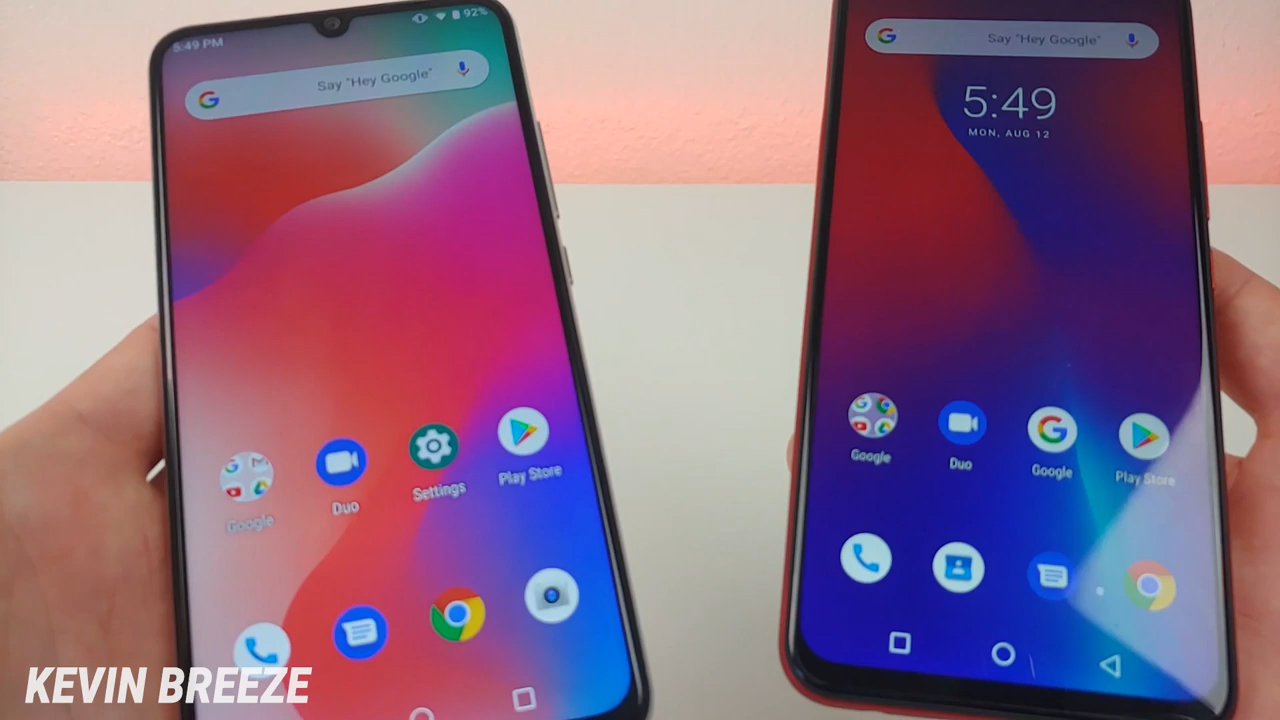 5:49 PM
92%
Say "Hey Google"
Google
Duo
Settings
Play Store
Say "Hey Google"
5:49
MON, AUG 12
Google
Duo
Google
Play Store
KEVIN BREEZE